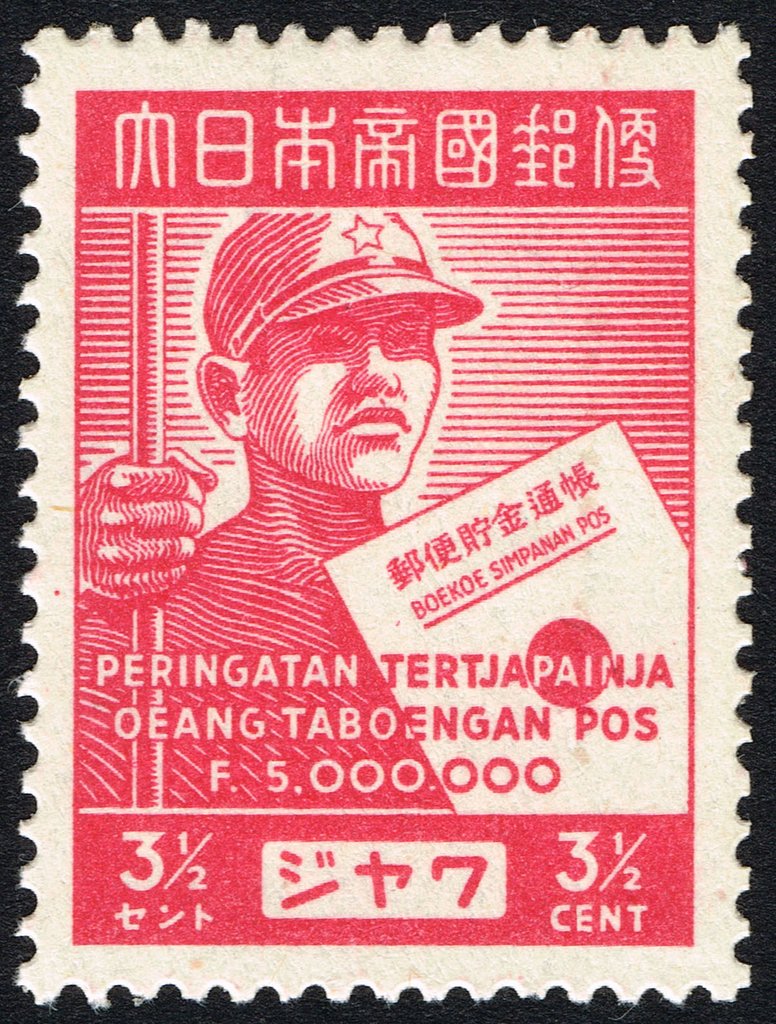 大日本帝國郵便
郵便貯金通帳
BOEKOE SIMPANAN POS
PERINGATAN TERTJAPAINJA
OEANG TABOENGAN POS
F. 5.000.000
3½ ジャワ 3½
セント CENT